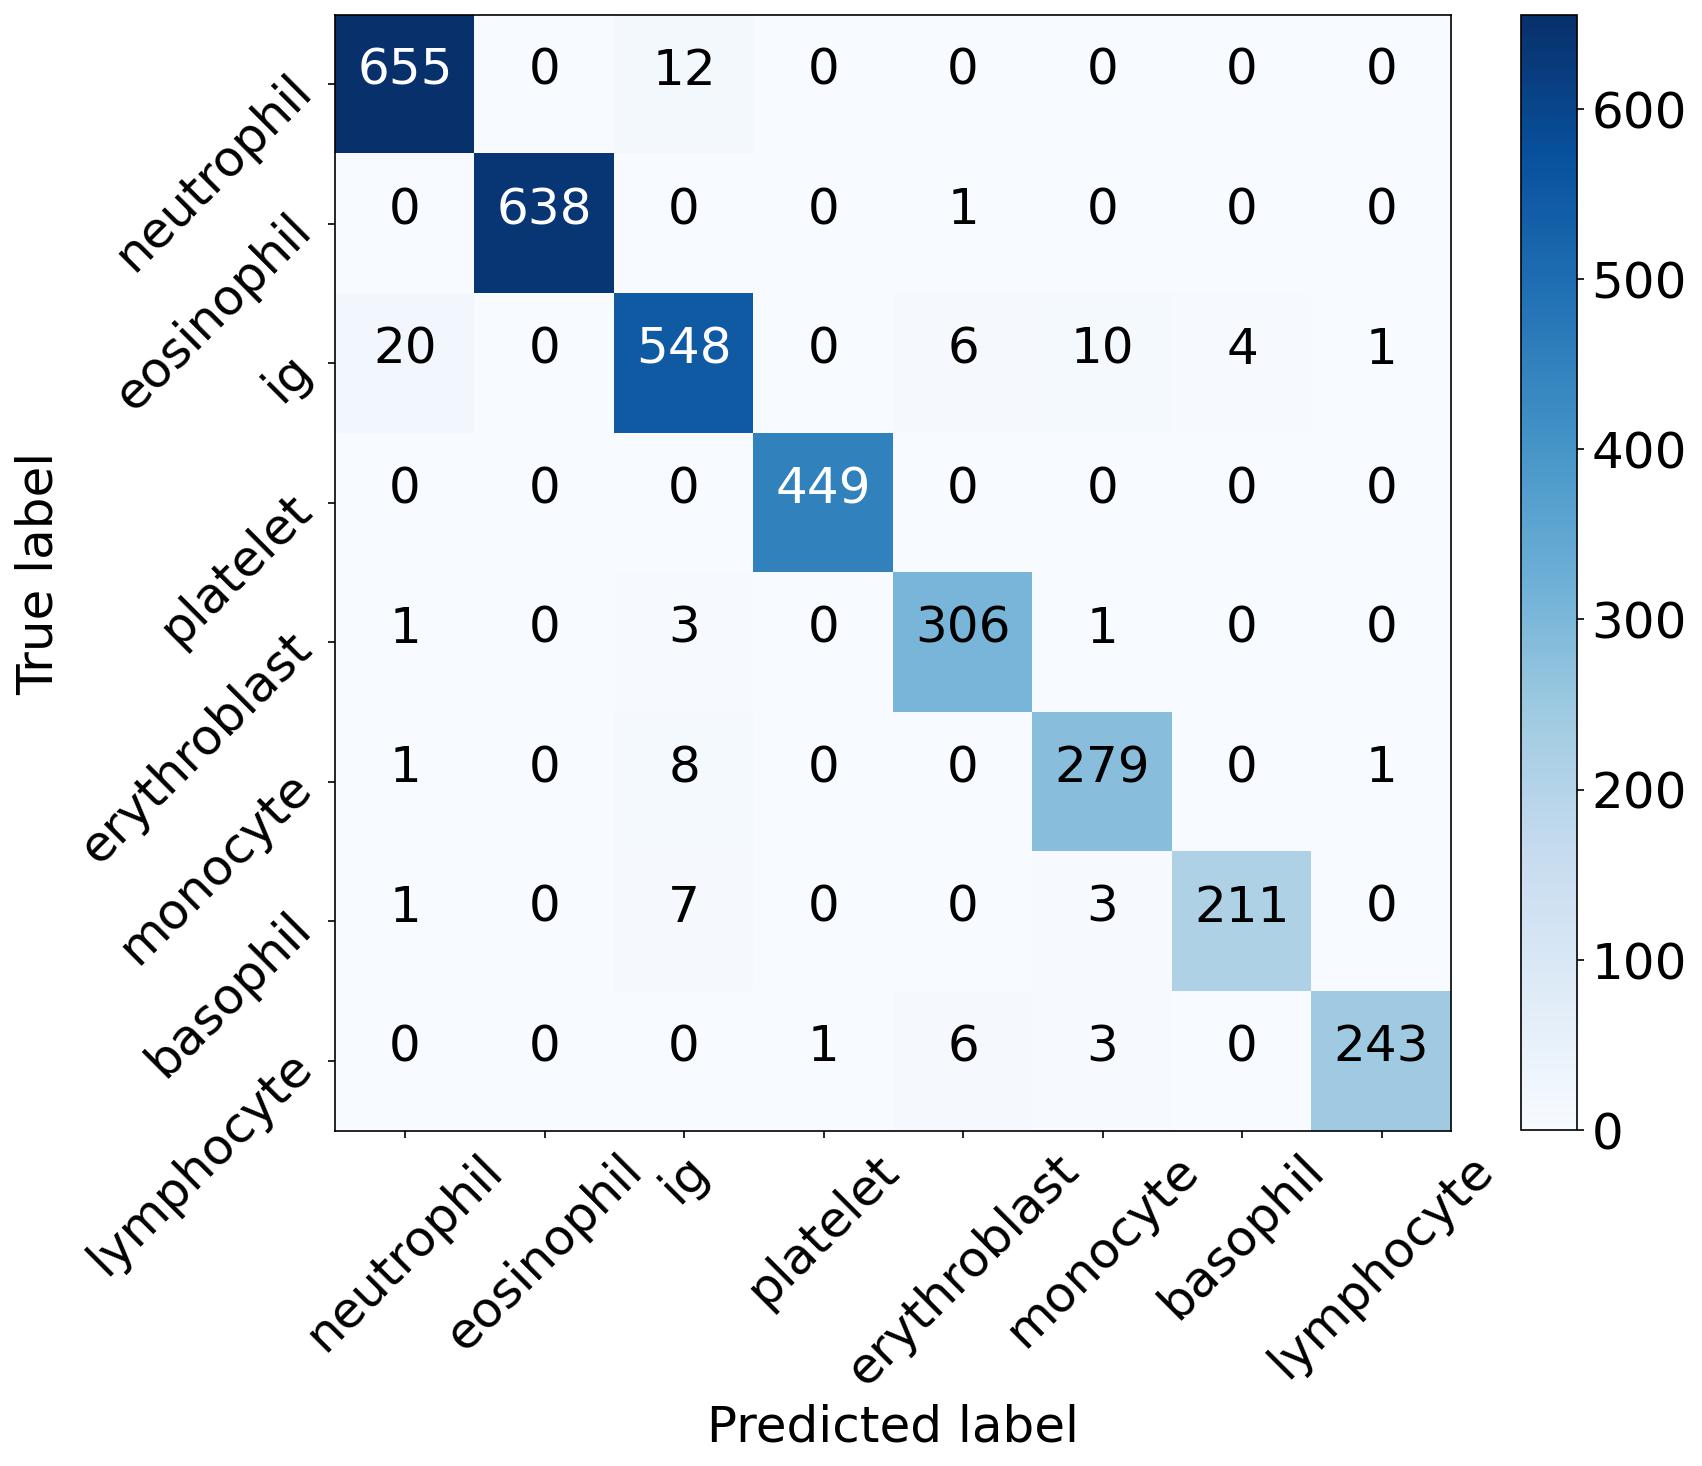 655 0 12 0 0 0 0 0
0 638 0 0 1 0 0 0
20 0 548 0 6 10 4 1
0 0 0 449 0 0 0 0
1 0 3 0 306 1 0 0
1 0 8 0 0 279 0 1
1 0 7 0 0 3 211 0
0 0 0 1 6 3 0 243
neutrophil
eosinophil
ig
platelet
erythroblast
monocyte
basophil
lymphocyte
True label
neutrophil
eosinophil
ig
platelet
erythroblast
monocyte
basophil
lymphocyte
Predicted label
600
500
400
300
200
100
0